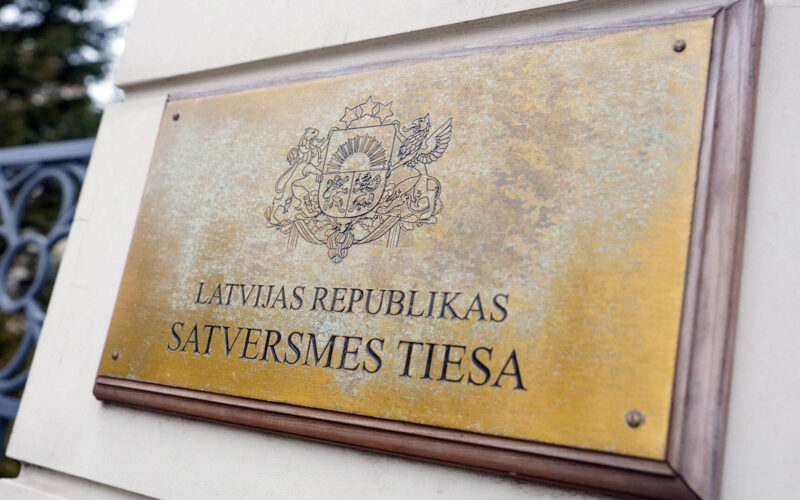 LATVIJAS REPUBLIKAS
SATVERSMES TIESA